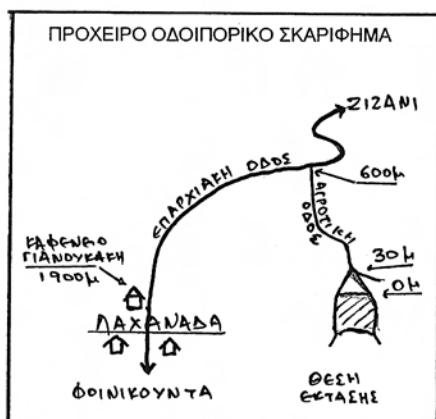 ΠΡΟΧΕΙΡΟ ΟΔΟΙΠΟΡΙΚΟ ΣΚΑΡΙΦΗΜΑ
ΖΙΖΑΝΙ
ΕΠΑΡΧΙΑΚΗ ΟΔΟΣ
600μ
ΑΓΡΟΤΙΚΗ
ΟΔΟΣ
ΚΑΦΕΝΕΙΟ
ΓΙΑΝΟΥΚΑΚΗ
1900μ
30μ
0μ
ΛΑΧΑΝΑΔΑ
ΦΟΙΝΙΚΟΥΝΤΑ
ΘΕΣΗ
ΕΚΤΑΣΗΣ